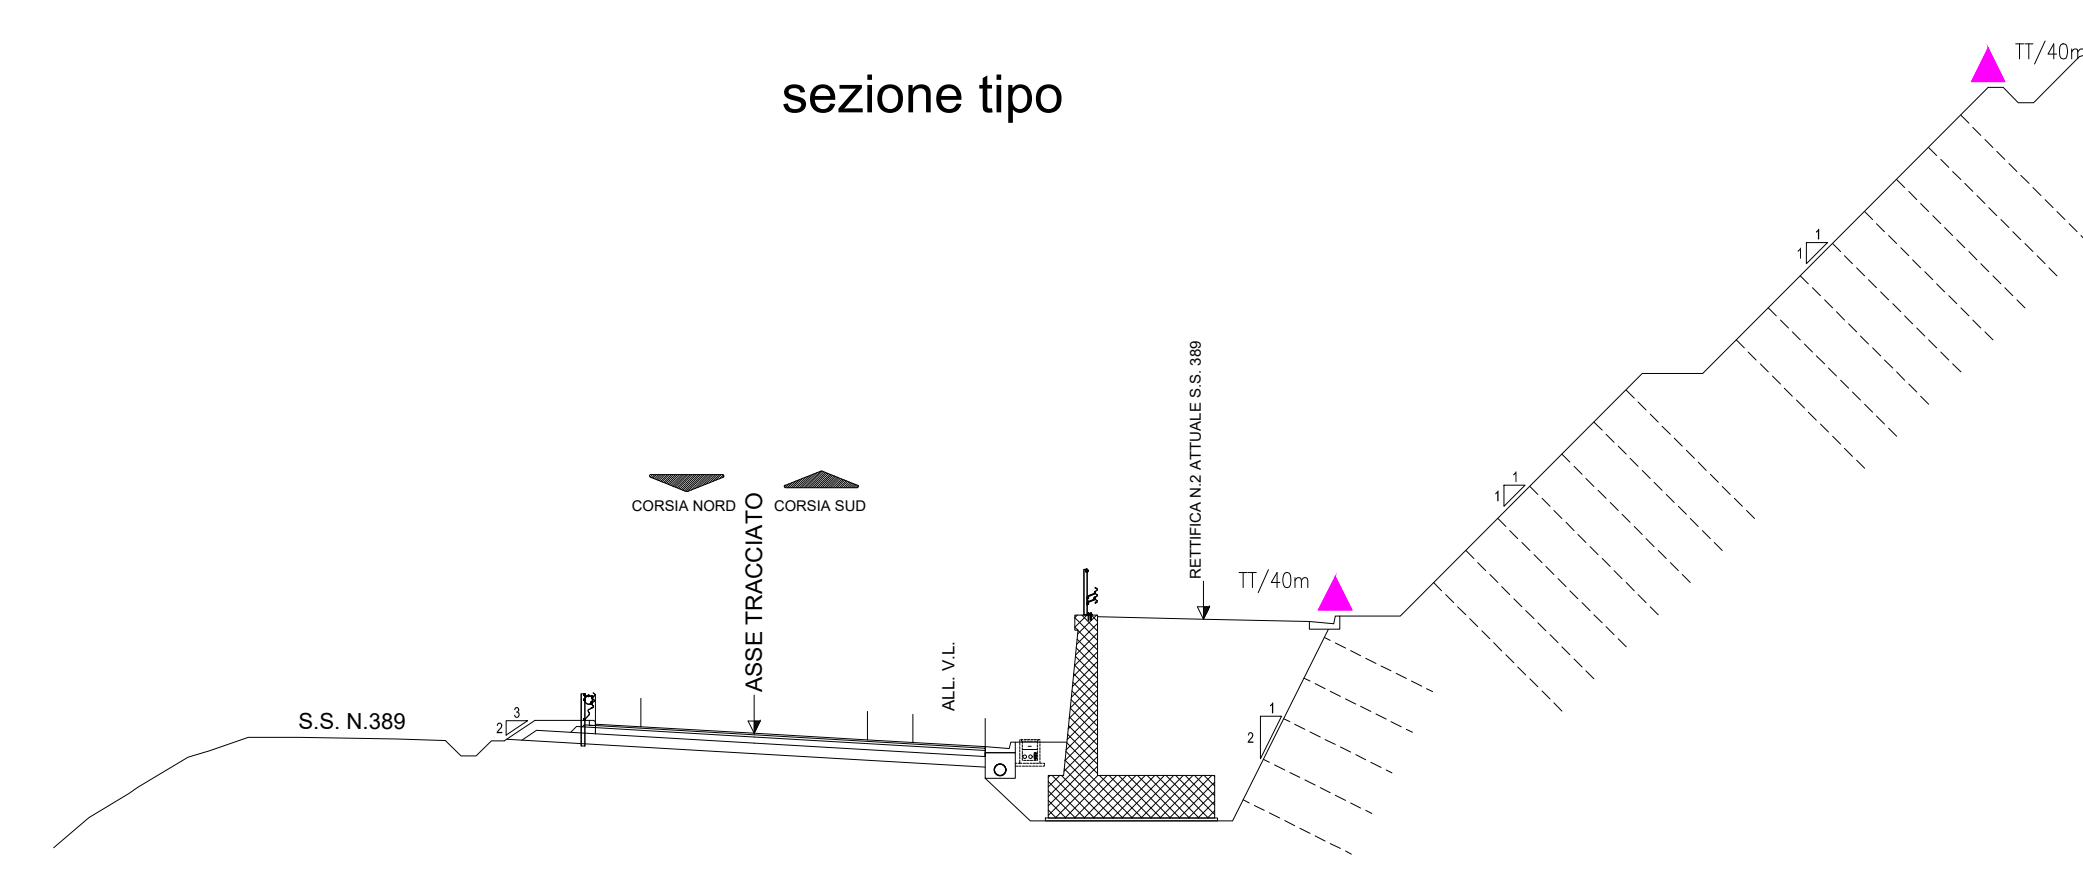 sezione tipo
TT/40m
1
1
1
1
RETTIFICA N.2 ATTUALE S.S. 389
CORSIA NORD
CORSIA SUD
ASSE TRACCIATO
TT/40m
ALL. V.L.
S.S. N.389
3
2
1
2